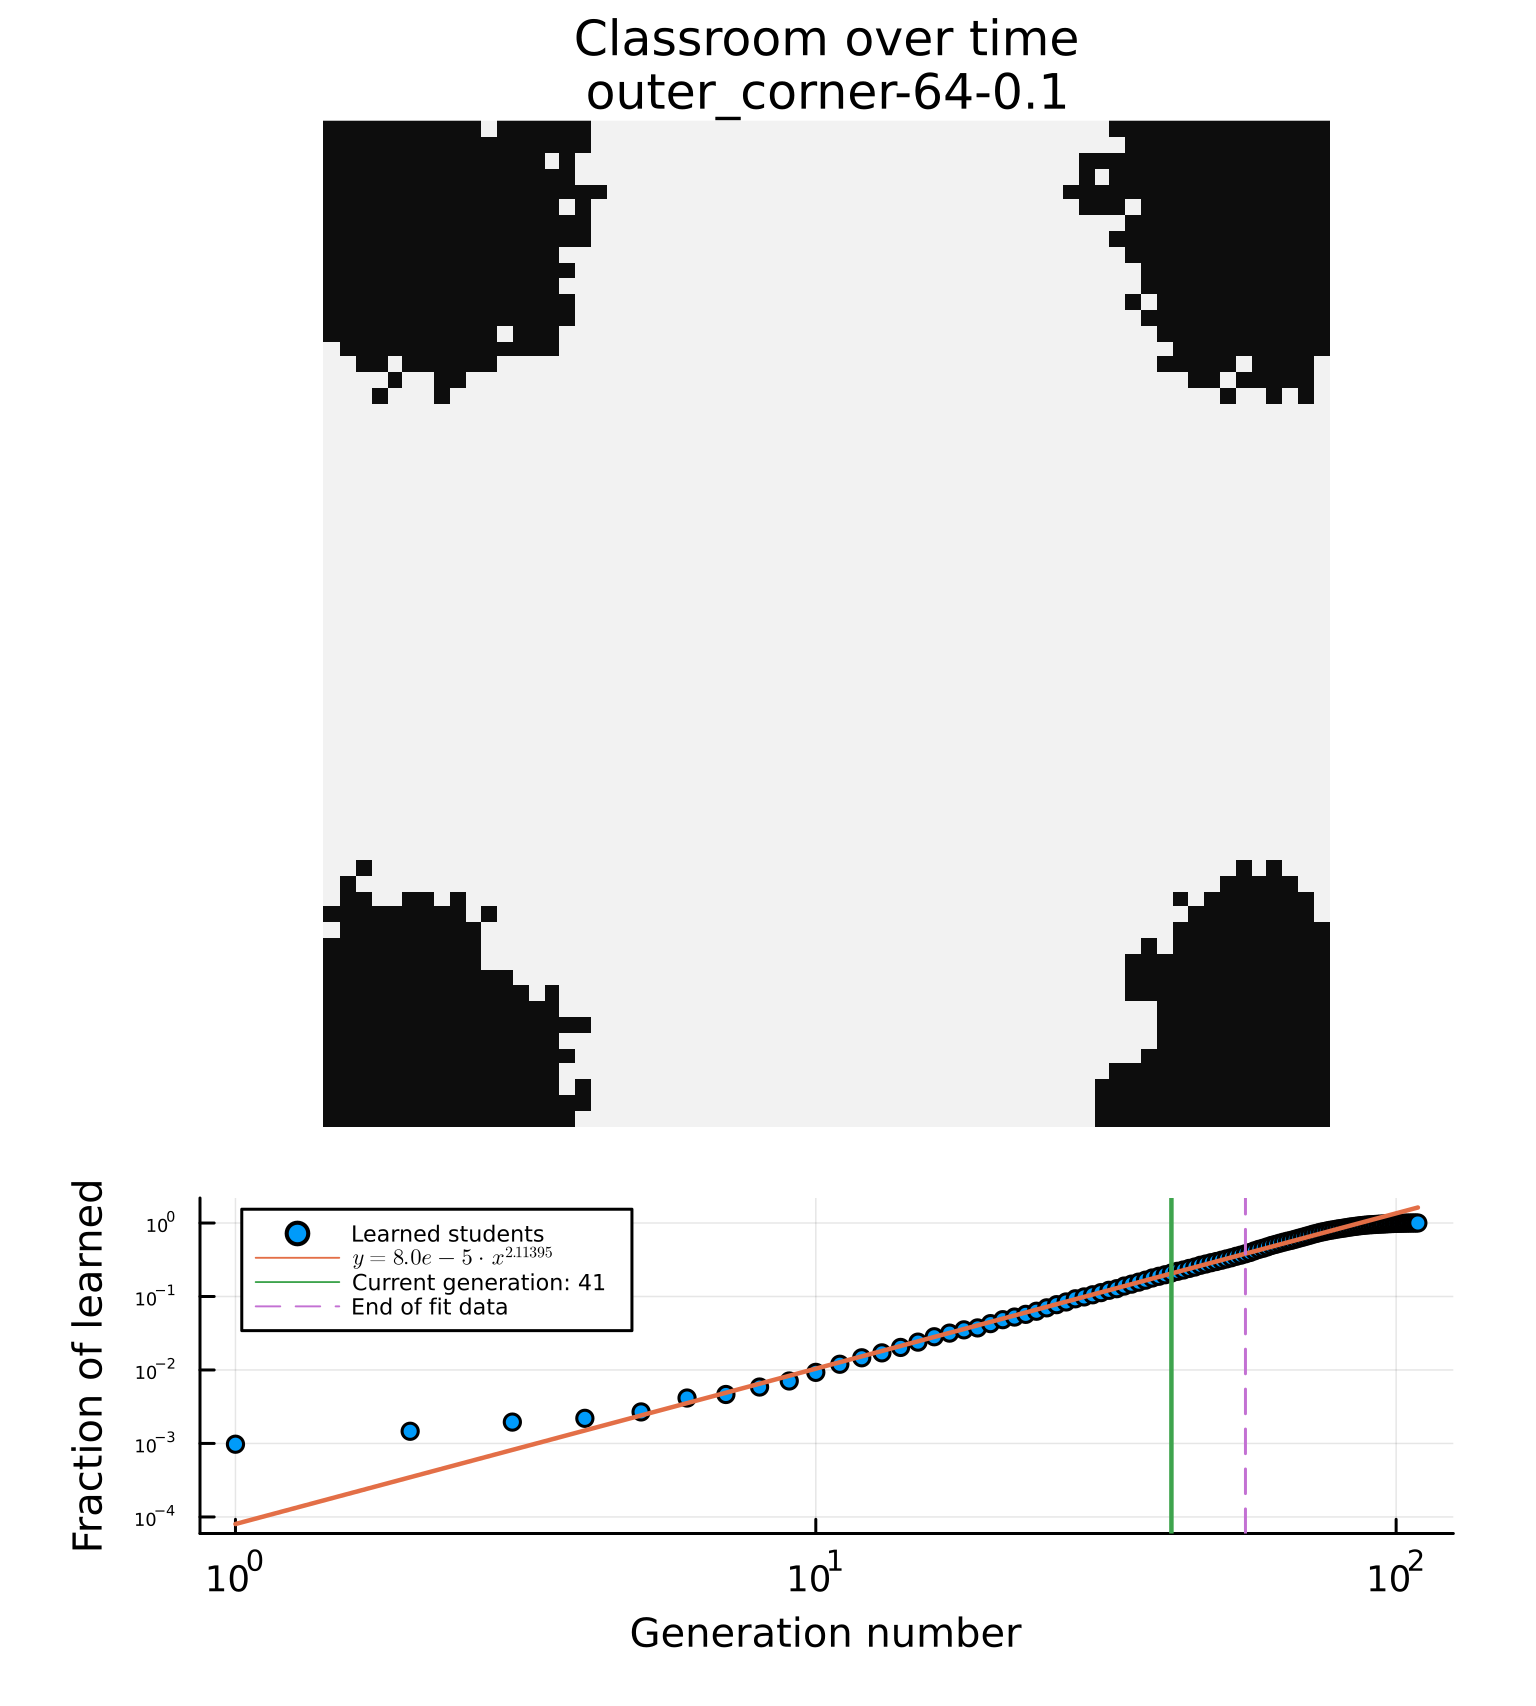 Classroom over time
outer_corner-64-0.1
Fraction of learned
10^0
10^-1
10^-2
10^-3
10^-4
Learned students
y = 8.0e − 5 · x^2.11395
Current generation: 41
End of fit data
10^0 10^1 10^2
Generation number